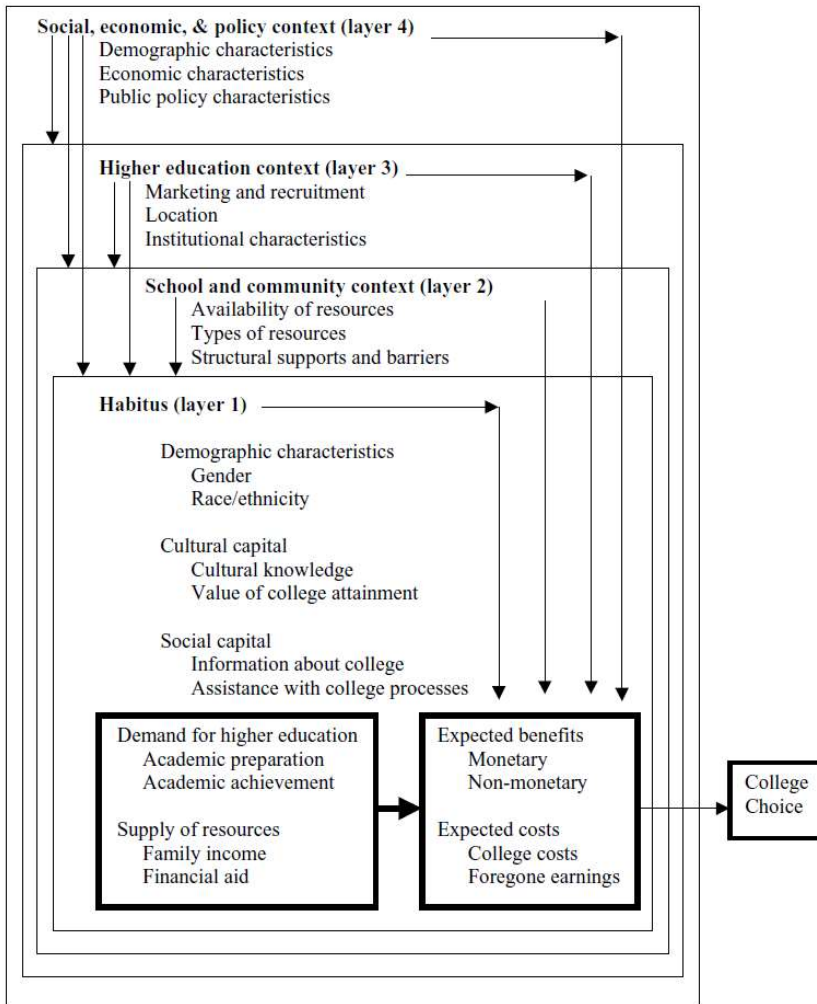 Social, economic, & policy context (layer 4)
Demographic characteristics
Economic characteristics
Public policy characteristics
Higher education context (layer 3)
Marketing and recruitment
Location
Institutional characteristics
School and community context (layer 2)
Availability of resources
Types of resources
Structural supports and barriers
Habitus (layer 1)
Demographic characteristics
Gender
Race/ethnicity
Cultural capital
Cultural knowledge
Value of college attainment
Social capital
Information about college
Assistance with college processes
Demand for higher education
Academic preparation
Academic achievement
Supply of resources
Family income
Financial aid
Expected benefits
Monetary
Non-monetary
Expected costs
College costs
Foregone earnings
College
Choice